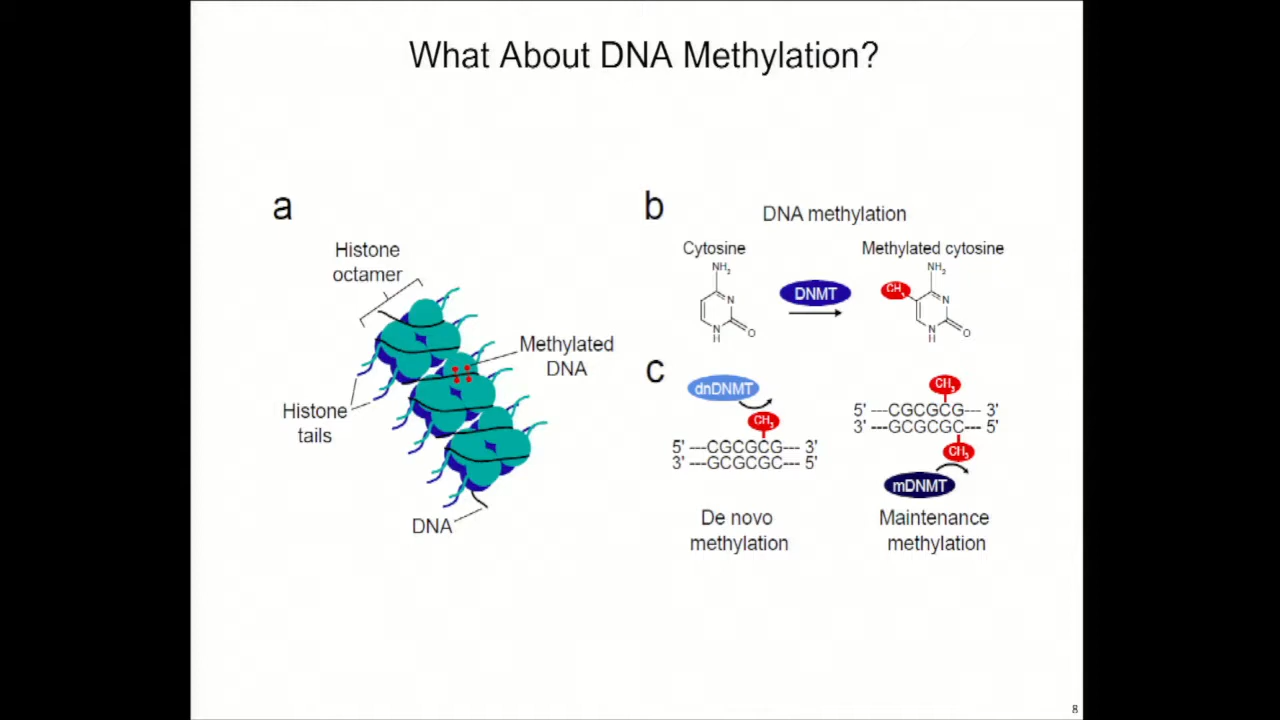 What About DNA Methylation?
a
Histone
octamer
Methylated
DNA
Histone
tails
DNA
b
DNA methylation
Cytosine
NH2
N
N
H
O
DNMT
Methylated cytosine
NH2
CH3
N
N
H
O
c
dnDNMT
CH3
5' ---CGCGCG--- 3'
3' ---GCGCGC--- 5'
De novo
methylation
CH3
5' ---CGCGCG--- 3'
3' ---GCGCGC--- 5'
CH3
mDNMT
Maintenance
methylation
8